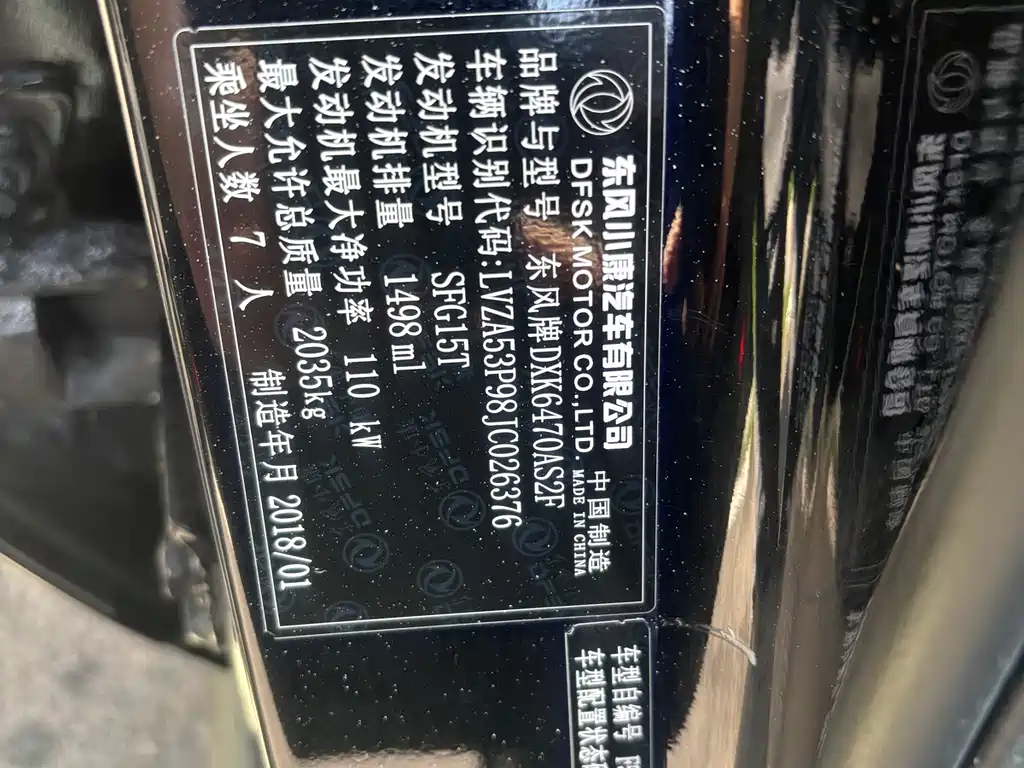 东风小康汽车有限公司
DFSK MOTOR CO.,LTD.
中国制造
MADE IN CHINA
品牌与型号 东风牌DXK6470AS2F
车辆识别代码:LVZA53P98JC026376
发动机型号 SFG15T
发动机排量 1498ml
发动机最大净功率 110 kW
最大允许总质量 2035kg
乘坐人数 7 人 制造年月 2018/01
车型自编号
车型配置状态